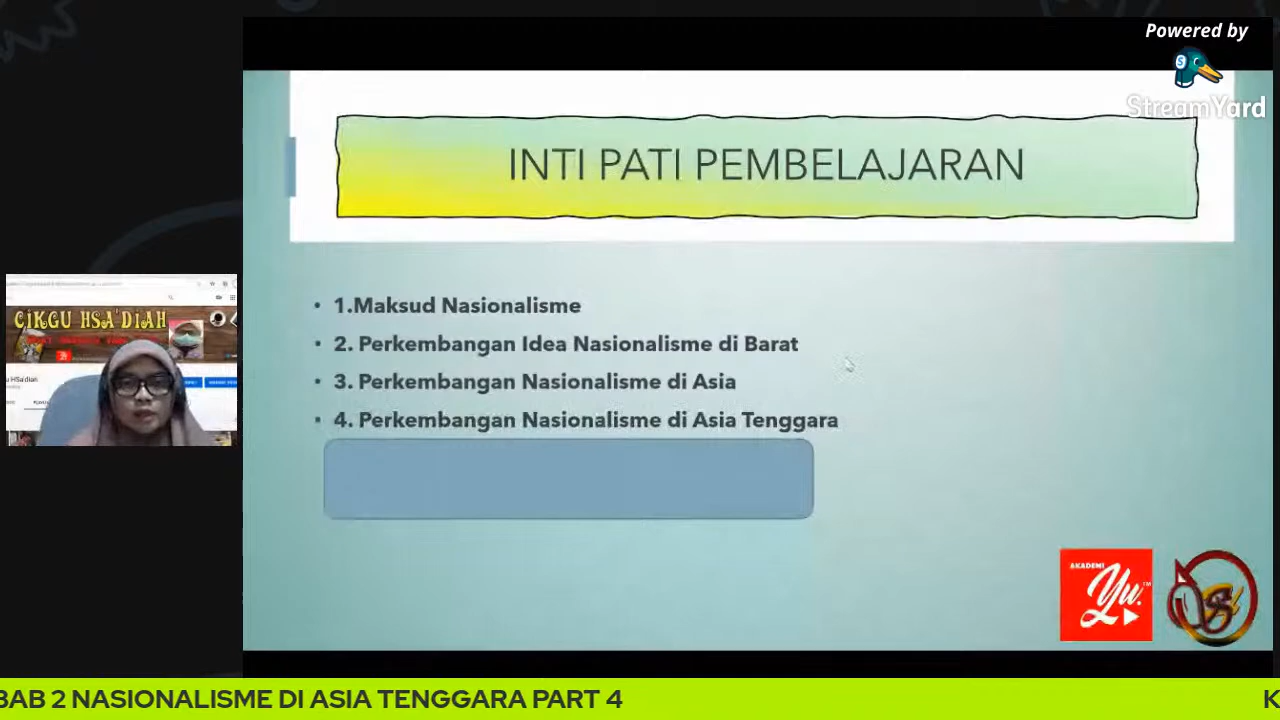 Powered by
StreamYard
INTI PATI PEMBELAJARAN
• 1.Maksud Nasionalisme
• 2. Perkembangan Idea Nasionalisme di Barat
• 3. Perkembangan Nasionalisme di Asia
• 4. Perkembangan Nasionalisme di Asia Tenggara
CIKGU HSA'DIAH
AKADEMI
Yu.
TM
BAB 2 NASIONALISME DI ASIA TENGGARA PART 4
K